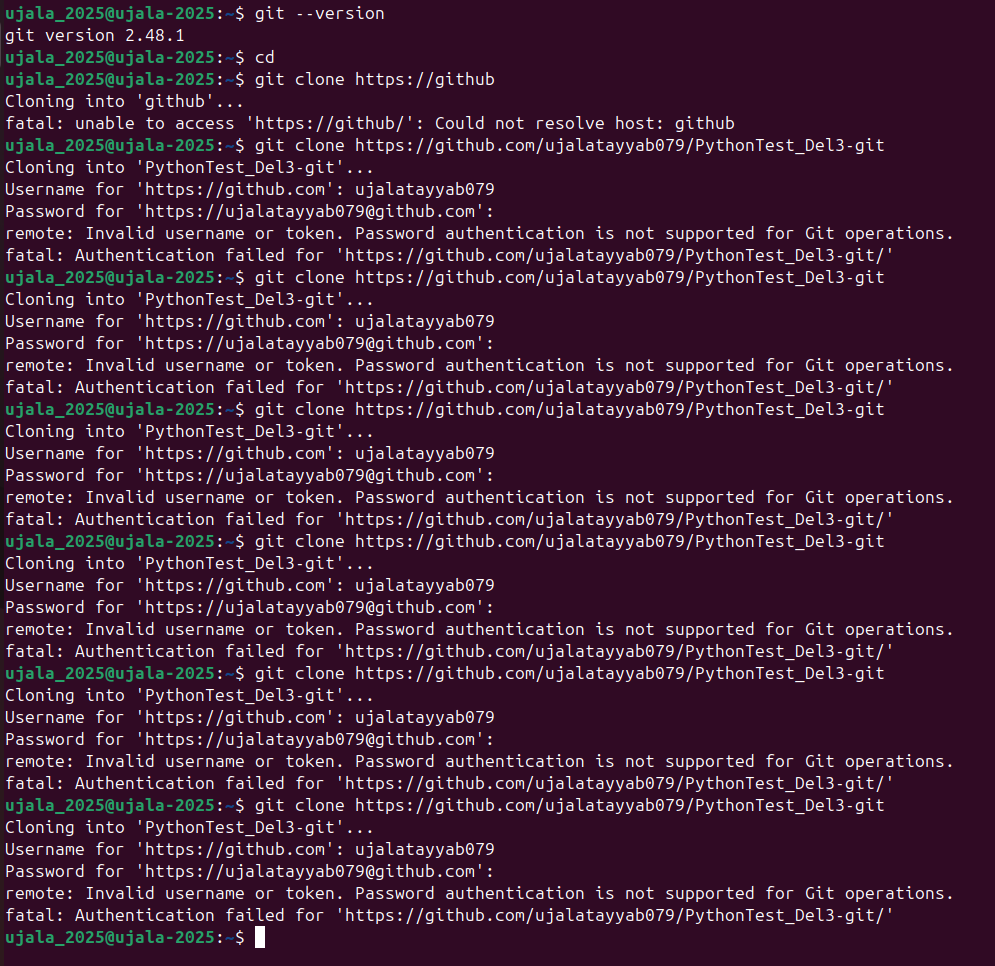 ujala_2025@ujala-2025:~$ git --version
git version 2.48.1
ujala_2025@ujala-2025:~$ cd
ujala_2025@ujala-2025:~$ git clone https://github
Cloning into 'github'...
fatal: unable to access 'https://github/': Could not resolve host: github
ujala_2025@ujala-2025:~$ git clone https://github.com/ujalatayyab079/PythonTest_Del3-git
Cloning into 'PythonTest_Del3-git'...
Username for 'https://github.com': ujalatayyab079
Password for 'https://ujalatayyab079@github.com':
remote: Invalid username or token. Password authentication is not supported for Git operations.
fatal: Authentication failed for 'https://github.com/ujalatayyab079/PythonTest_Del3-git/'
ujala_2025@ujala-2025:~$ git clone https://github.com/ujalatayyab079/PythonTest_Del3-git
Cloning into 'PythonTest_Del3-git'...
Username for 'https://github.com': ujalatayyab079
Password for 'https://ujalatayyab079@github.com':
remote: Invalid username or token. Password authentication is not supported for Git operations.
fatal: Authentication failed for 'https://github.com/ujalatayyab079/PythonTest_Del3-git/'
ujala_2025@ujala-2025:~$ git clone https://github.com/ujalatayyab079/PythonTest_Del3-git
Cloning into 'PythonTest_Del3-git'...
Username for 'https://github.com': ujalatayyab079
Password for 'https://ujalatayyab079@github.com':
remote: Invalid username or token. Password authentication is not supported for Git operations.
fatal: Authentication failed for 'https://github.com/ujalatayyab079/PythonTest_Del3-git/'
ujala_2025@ujala-2025:~$ git clone https://github.com/ujalatayyab079/PythonTest_Del3-git
Cloning into 'PythonTest_Del3-git'...
Username for 'https://github.com': ujalatayyab079
Password for 'https://ujalatayyab079@github.com':
remote: Invalid username or token. Password authentication is not supported for Git operations.
fatal: Authentication failed for 'https://github.com/ujalatayyab079/PythonTest_Del3-git/'
ujala_2025@ujala-2025:~$ git clone https://github.com/ujalatayyab079/PythonTest_Del3-git
Cloning into 'PythonTest_Del3-git'...
Username for 'https://github.com': ujalatayyab079
Password for 'https://ujalatayyab079@github.com':
remote: Invalid username or token. Password authentication is not supported for Git operations.
fatal: Authentication failed for 'https://github.com/ujalatayyab079/PythonTest_Del3-git/'
ujala_2025@ujala-2025:~$ git clone https://github.com/ujalatayyab079/PythonTest_Del3-git
Cloning into 'PythonTest_Del3-git'...
Username for 'https://github.com': ujalatayyab079
Password for 'https://ujalatayyab079@github.com':
remote: Invalid username or token. Password authentication is not supported for Git operations.
fatal: Authentication failed for 'https://github.com/ujalatayyab079/PythonTest_Del3-git/'
ujala_2025@ujala-2025:~$